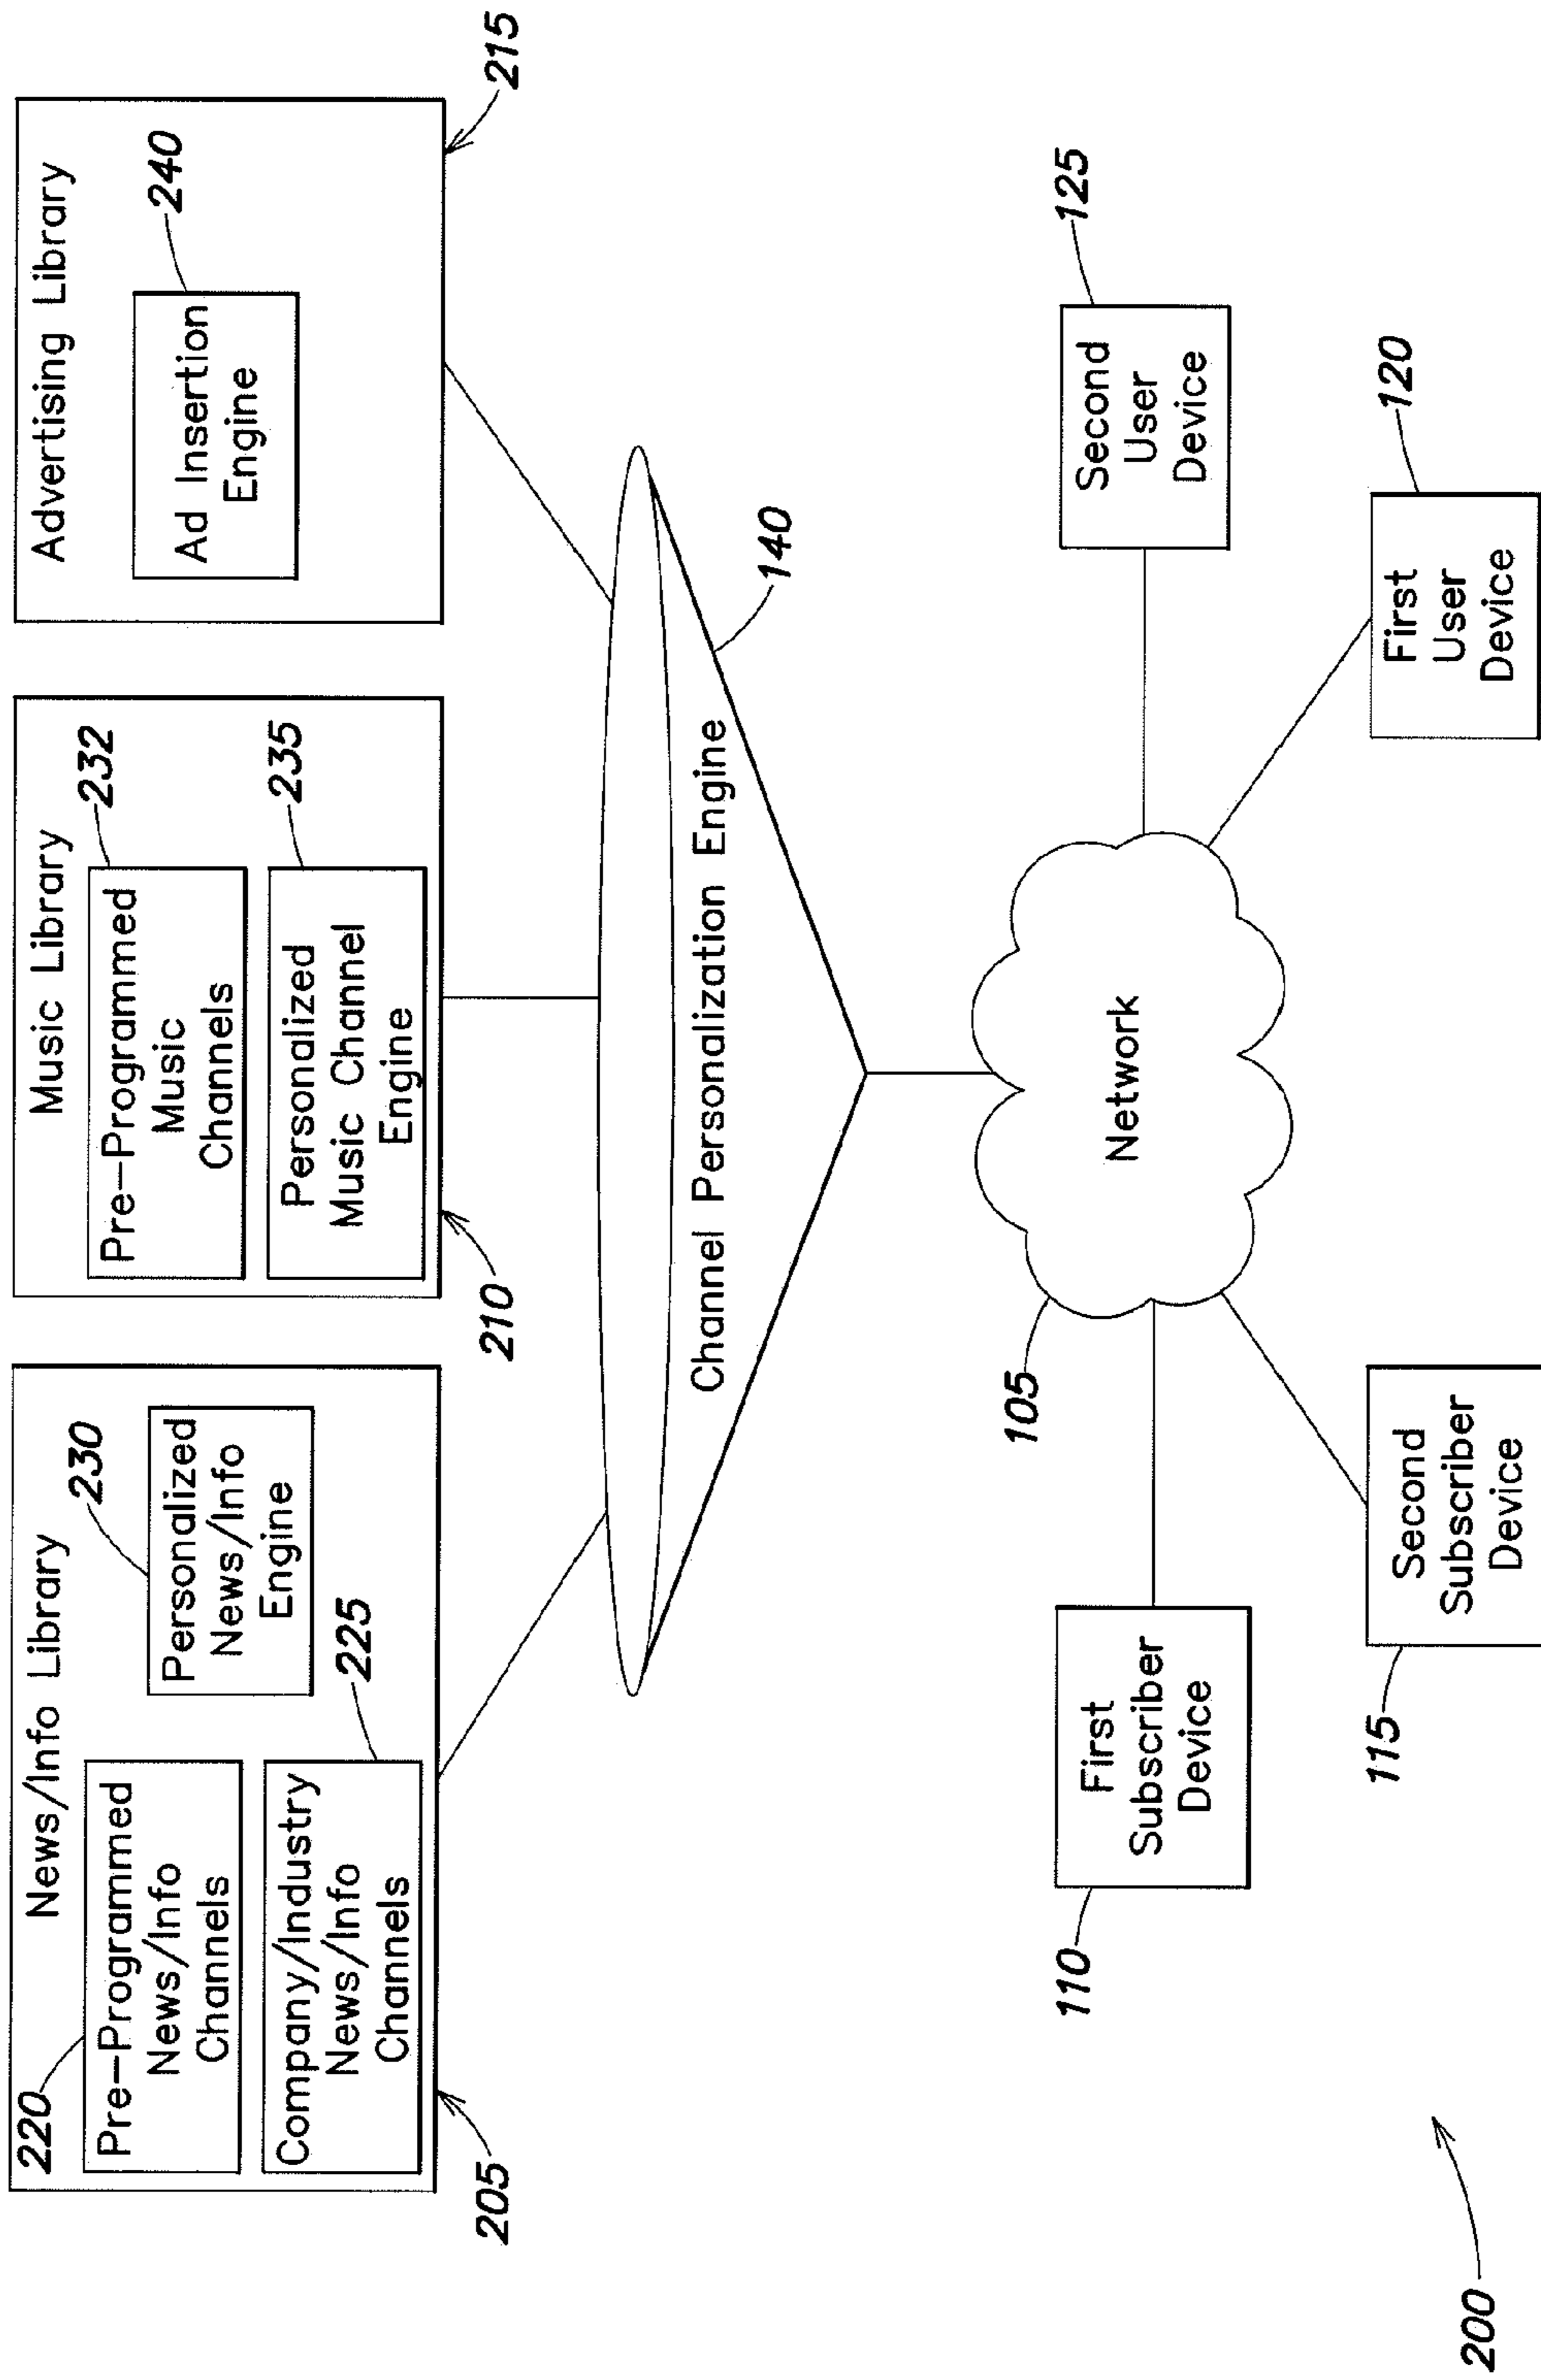 News/Info Library
220
Pre-Programmed
News/Info
Channels
Company/Industry
News/Info
Channels
225
230
Personalized
News/Info
Engine
205
Music Library
Pre-Programmed
Music
Channels
232
Personalized
Music Channel
Engine
235
210
Advertising Library
Ad Insertion
Engine
240
215
Channel Personalization Engine
140
Network
105
First
Subscriber
Device
110
Second
Subscriber
Device
115
Second
User
Device
125
First
User
Device
120
200